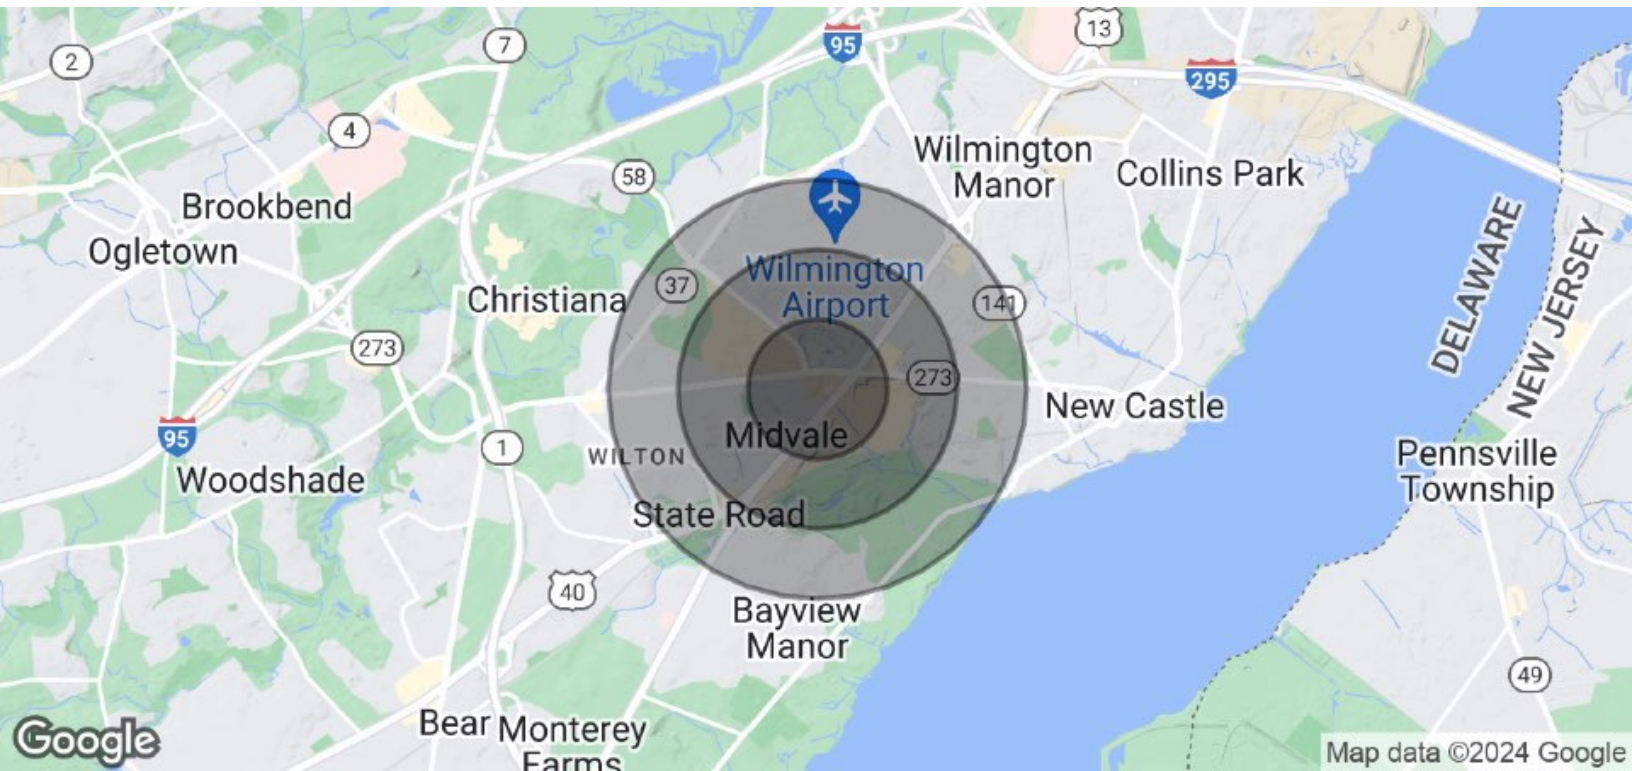 13
7
95
2
295
4
Wilmington
Manor
Collins Park
58
Brookbend
Ogletown
DELAWARE
NEW JERSEY
Wilmington
Airport
37
Christiana
141
273
273
New Castle
95
1
Midvale
WILTON
Pennsville
Township
Woodshade
State Road
40
Bayview
Manor
49
Bear
Monterey
Farms
Google
Map data ©2024 Google